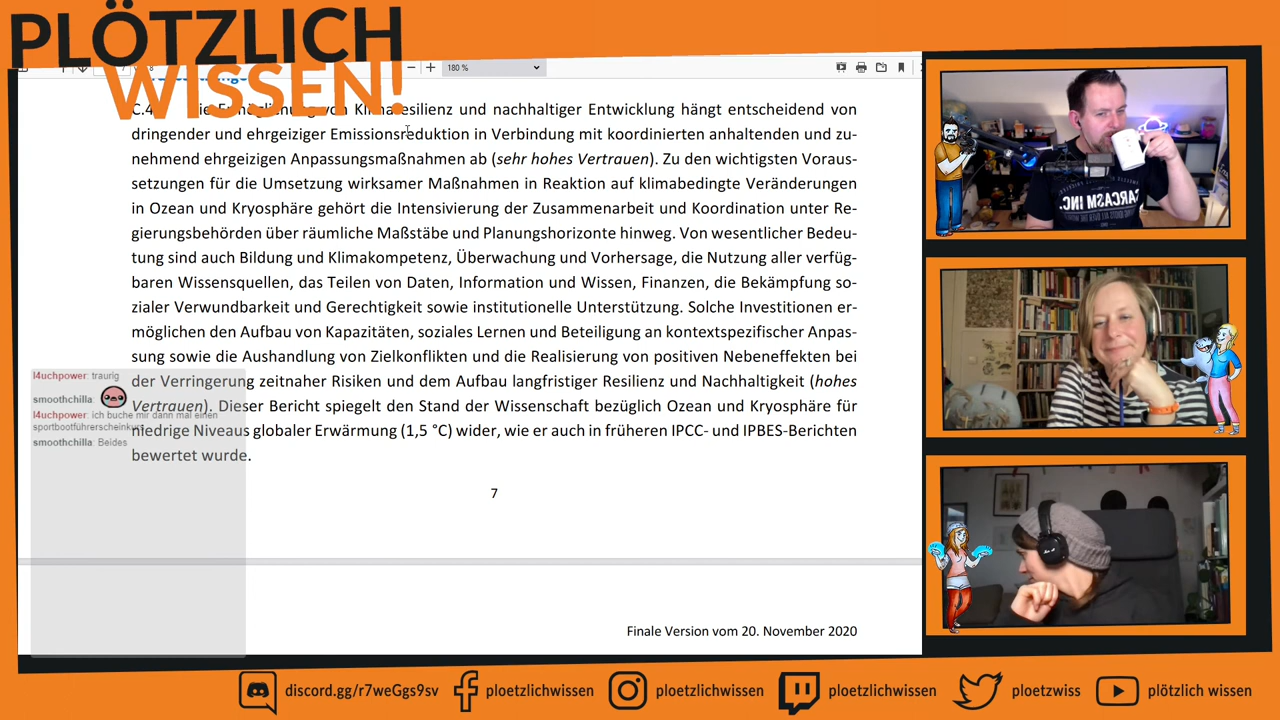 PLÖTZLICH
WISSEN!
180 %
C.4 Die Ermöglichung von Klimaresilienz und nachhaltiger Entwicklung hängt entscheidend von
dringender und ehrgeiziger Emissionsreduktion in Verbindung mit koordinierten anhaltenden und zu-
nehmend ehrgeizigen Anpassungsmaßnahmen ab (sehr hohes Vertrauen). Zu den wichtigsten Voraus-
setzungen für die Umsetzung wirksamer Maßnahmen in Reaktion auf klimabedingte Veränderungen
in Ozean und Kryosphäre gehört die Intensivierung der Zusammenarbeit und Koordination unter Re-
gierungsbehörden über räumliche Maßstäbe und Planungshorizonte hinweg. Von wesentlicher Bedeu-
tung sind auch Bildung und Klimakompetenz, Überwachung und Vorhersage, die Nutzung aller verfüg-
baren Wissensquellen, das Teilen von Daten, Information und Wissen, Finanzen, die Bekämpfung so-
zialer Verwundbarkeit und Gerechtigkeit sowie institutionelle Unterstützung. Solche Investitionen er-
möglichen den Aufbau von Kapazitäten, soziales Lernen und Beteiligung an kontextspezifischer Anpas-
sung sowie die Aushandlung von Zielkonflikten und die Realisierung von positiven Nebeneffekten bei
der Verringerung zeitnaher Risiken und dem Aufbau langfristiger Resilienz und Nachhaltigkeit (hohes
Vertrauen). Dieser Bericht spiegelt den Stand der Wissenschaft bezüglich Ozean und Kryosphäre für
niedrige Niveaus globaler Erwärmung (1,5 °C) wider, wie er auch in früheren IPCC- und IPBES-Berichten
bewertet wurde.
7
Finale Version vom 20. November 2020
l4uchpower: traurig
smoothchilla:
l4uchpower: ich buche mir dann mal einen
sportbootführerscheinkurs
smoothchilla: Beides
SARCASM INC.
discord.gg/r7weGgs9sv
ploetzlichwissen
ploetzlichwissen
ploetzlichwissen
ploetzwiss
plötzlich wissen